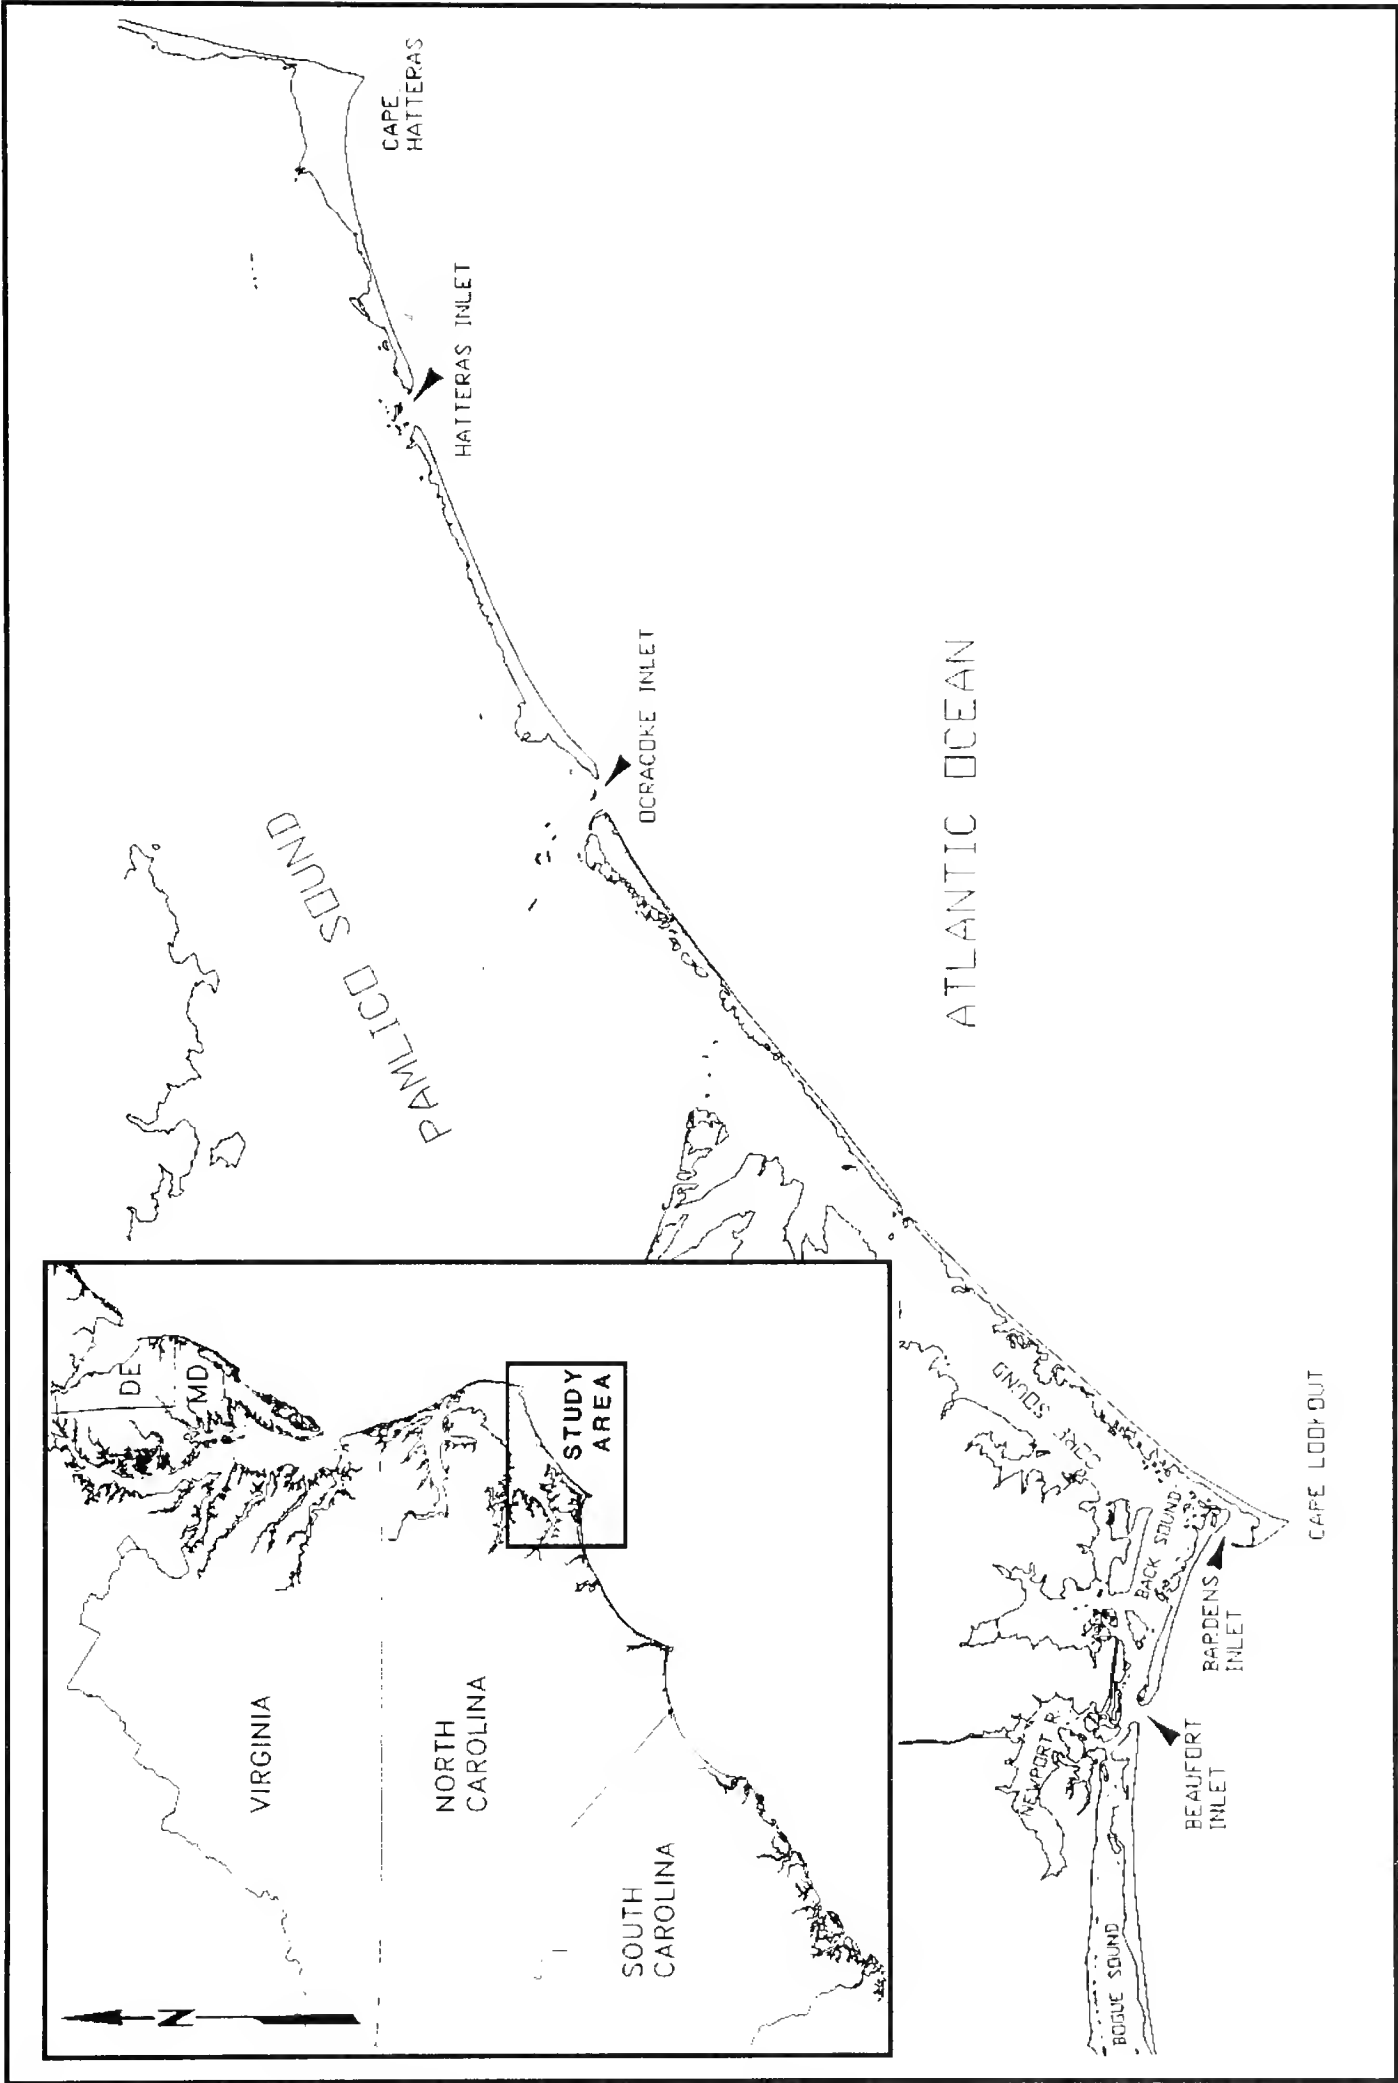 CAPE
HATTERAS
HATTERAS INLET
OCRACOKE INLET
PAMLICO SOUND
ATLANTIC OCEAN
DE
MD
STUDY
AREA
VIRGINIA
NORTH
CAROLINA
SOUTH
CAROLINA
N
SOUND
BACK SOUND
CAPE LOOKOUT
BARDENS
INLET
NEWPORT R.
BEAUFORT
INLET
BOGUE SOUND